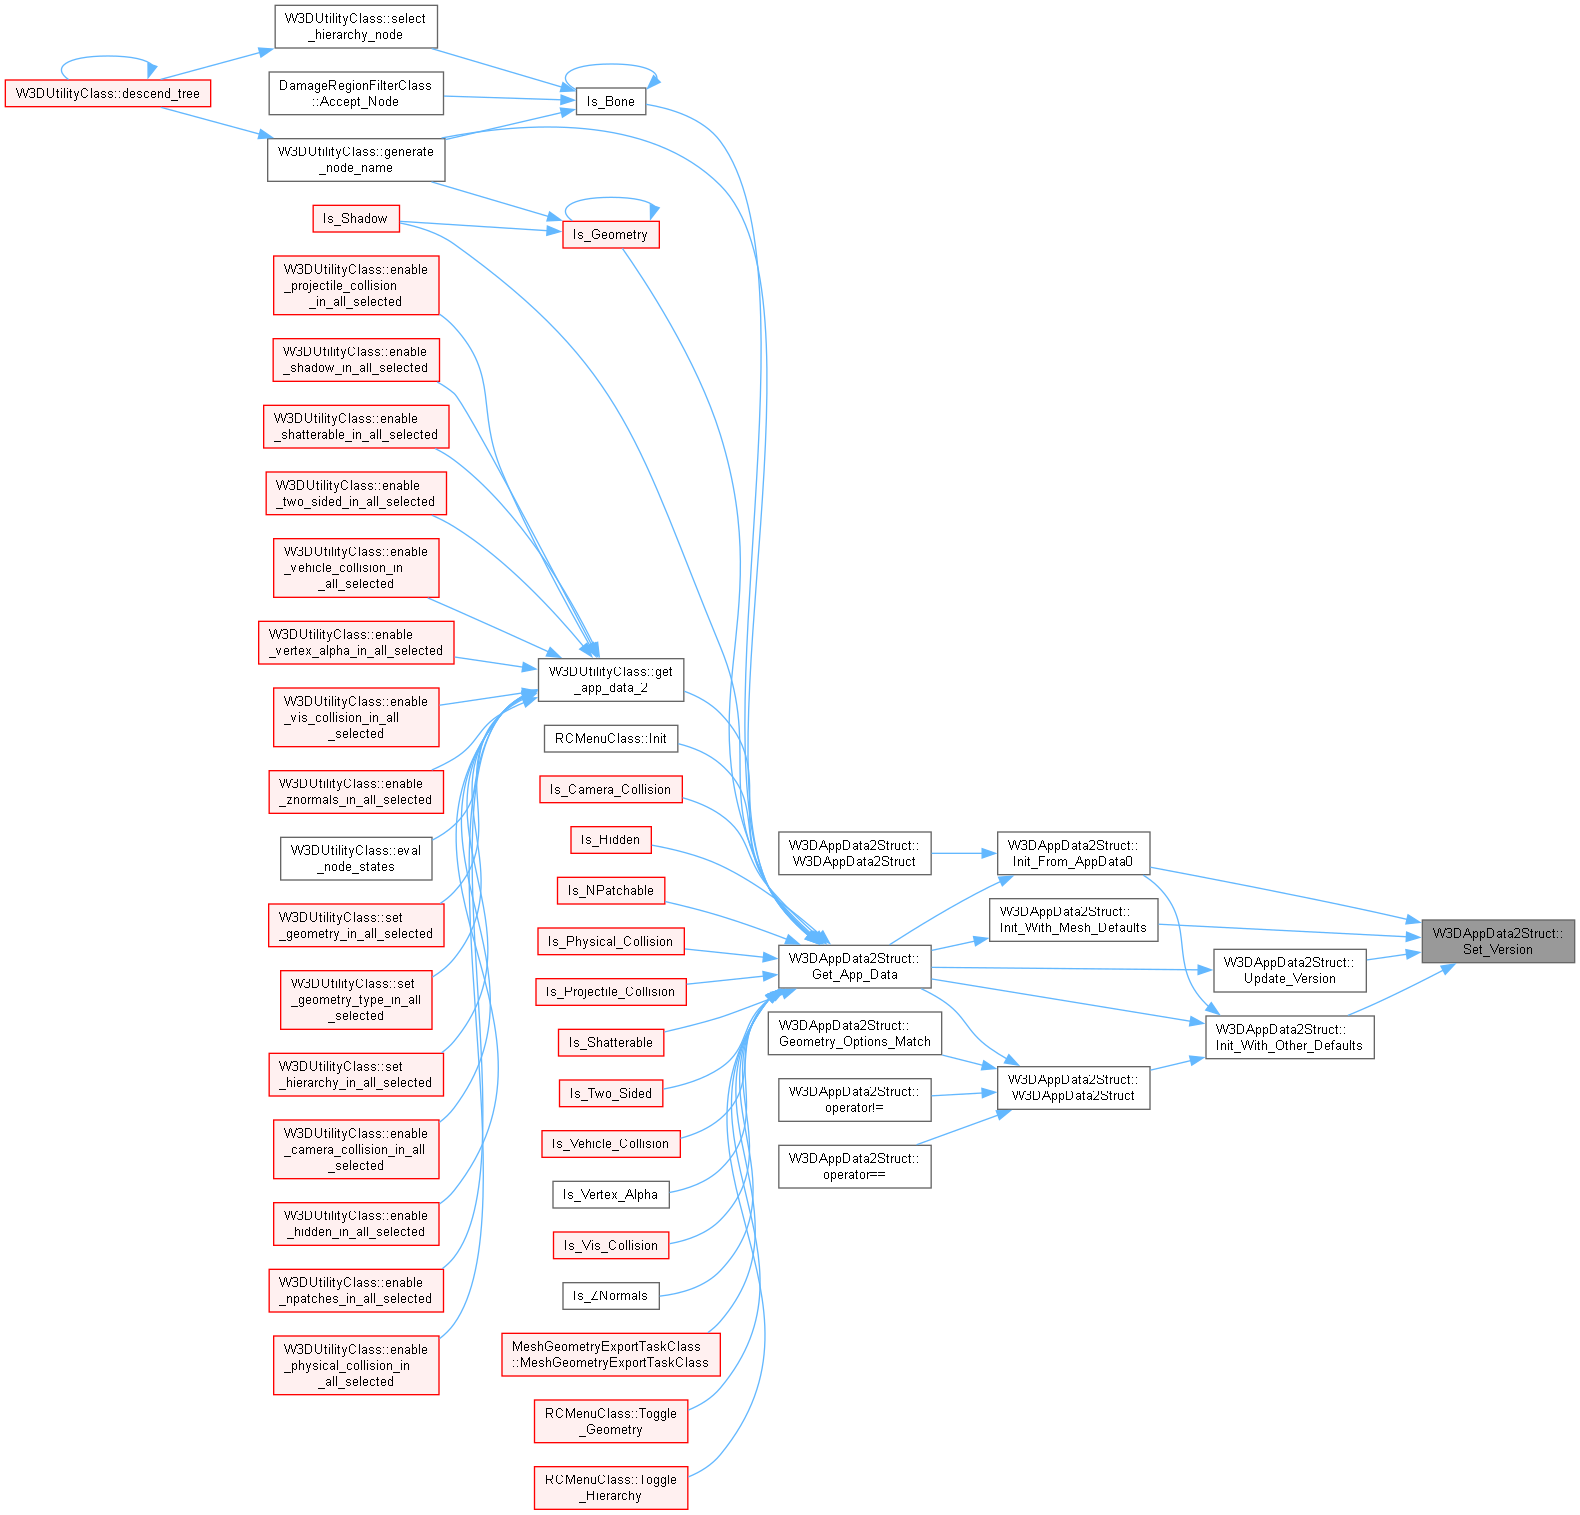 W3DUtilityClass::select
_hierarchy_node
W3DUtilityClass::descend_tree
DamageRegionFilterClass
::Accept_Node
Is_Bone
W3DUtilityClass::generate
_node_name
Is_Shadow
Is_Geometry
W3DUtilityClass::enable
_projectile_collision
_in_all_selected
W3DUtilityClass::enable
_shadow_in_all_selected
W3DUtilityClass::enable
_shatterable_in_all_selected
W3DUtilityClass::enable
_two_sided_in_all_selected
W3DUtilityClass::enable
_vehicle_collision_in
_all_selected
W3DUtilityClass::enable
_vertex_alpha_in_all_selected
W3DUtilityClass::enable
_vis_collision_in_all
_selected
W3DUtilityClass::enable
_znormals_in_all_selected
W3DUtilityClass::eval
_node_states
W3DUtilityClass::set
_geometry_in_all_selected
W3DUtilityClass::set
_geometry_type_in_all
_selected
W3DUtilityClass::set
_hierarchy_in_all_selected
W3DUtilityClass::enable
_camera_collision_in_all
_selected
W3DUtilityClass::enable
_hidden_in_all_selected
W3DUtilityClass::enable
_npatches_in_all_selected
W3DUtilityClass::enable
_physical_collision_in
_all_selected
W3DUtilityClass::get
_app_data_2
RCMenuClass::Init
Is_Camera_Collision
Is_Hidden
Is_NPatchable
Is_Physical_Collision
Is_Projectile_Collision
Is_Shatterable
Is_Two_Sided
Is_Vehicle_Collision
Is_Vertex_Alpha
Is_Vis_Collision
Is_ZNormals
MeshGeometryExportTaskClass
::MeshGeometryExportTaskClass
RCMenuClass::Toggle
_Geometry
RCMenuClass::Toggle
_Hierarchy
W3DAppData2Struct::
W3DAppData2Struct
W3DAppData2Struct::
Get_App_Data
W3DAppData2Struct::
Geometry_Options_Match
W3DAppData2Struct::
operator!=
W3DAppData2Struct::
operator==
W3DAppData2Struct::
Init_From_AppData0
W3DAppData2Struct::
Init_With_Mesh_Defaults
W3DAppData2Struct::
Update_Version
W3DAppData2Struct::
Init_With_Other_Defaults
W3DAppData2Struct::
W3DAppData2Struct
W3DAppData2Struct::
Set_Version